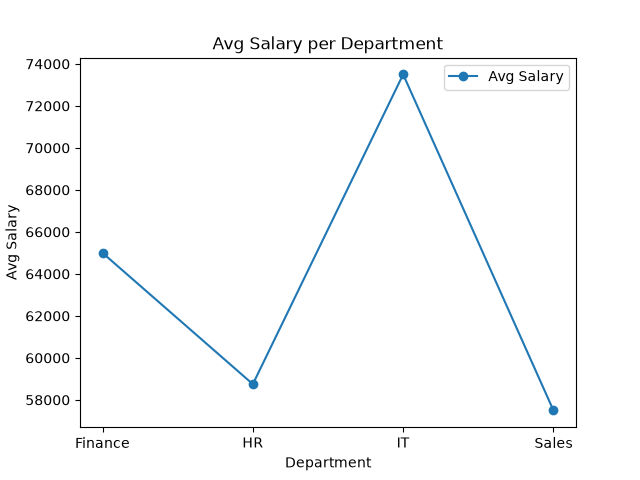 Avg Salary per Department
Avg Salary
74000
72000
70000
68000
66000
64000
62000
60000
58000
Avg Salary
Finance
HR
IT
Sales
Department